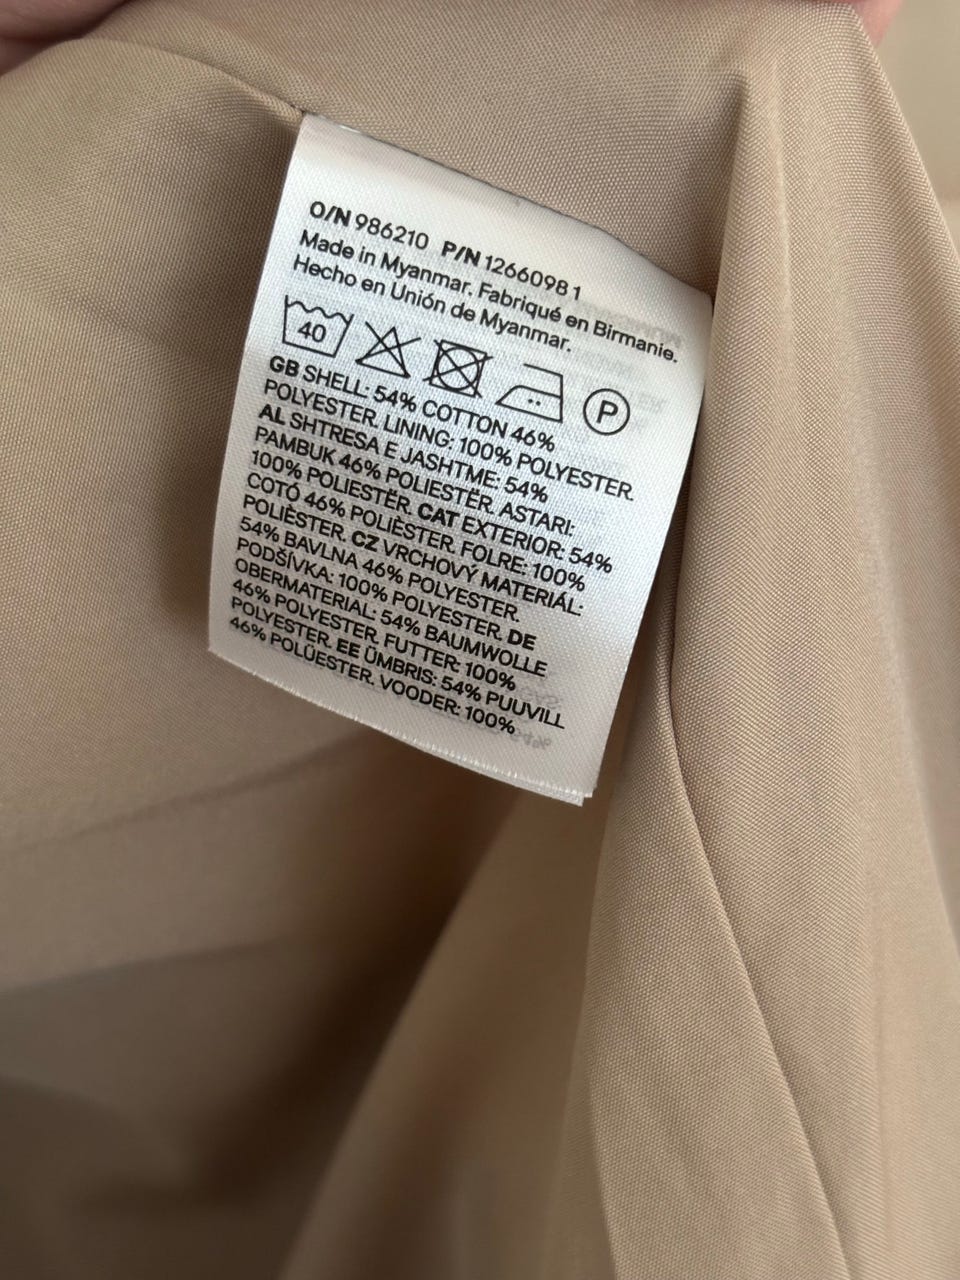 O/N 986210 P/N 1266098 1
Made in Myanmar. Fabriqué en Birmanie.
Hecho en Unión de Myanmar.
40
P
GB SHELL: 54% COTTON 46%
POLYESTER. LINING: 100% POLYESTER.
AL SHTRESA E JASHTME: 54%
PAMBUK 46% POLIESTËR. ASTARI:
100% POLIESTËR. CAT EXTERIOR: 54%
COTÓ 46% POLIÈSTER. FOLRE: 100%
POLIÈSTER. CZ VRCHOVÝ MATERIÁL:
54% BAVLNA 46% POLYESTER.
PODŠÍVKA: 100% POLYESTER. DE
OBERMATERIAL: 54% BAUMWOLLE
46% POLYESTER. FUTTER: 100%
POLYESTER. EE ÜMBRIS: 54% PUUVILL
46% POLÜESTER. VOODER: 100%